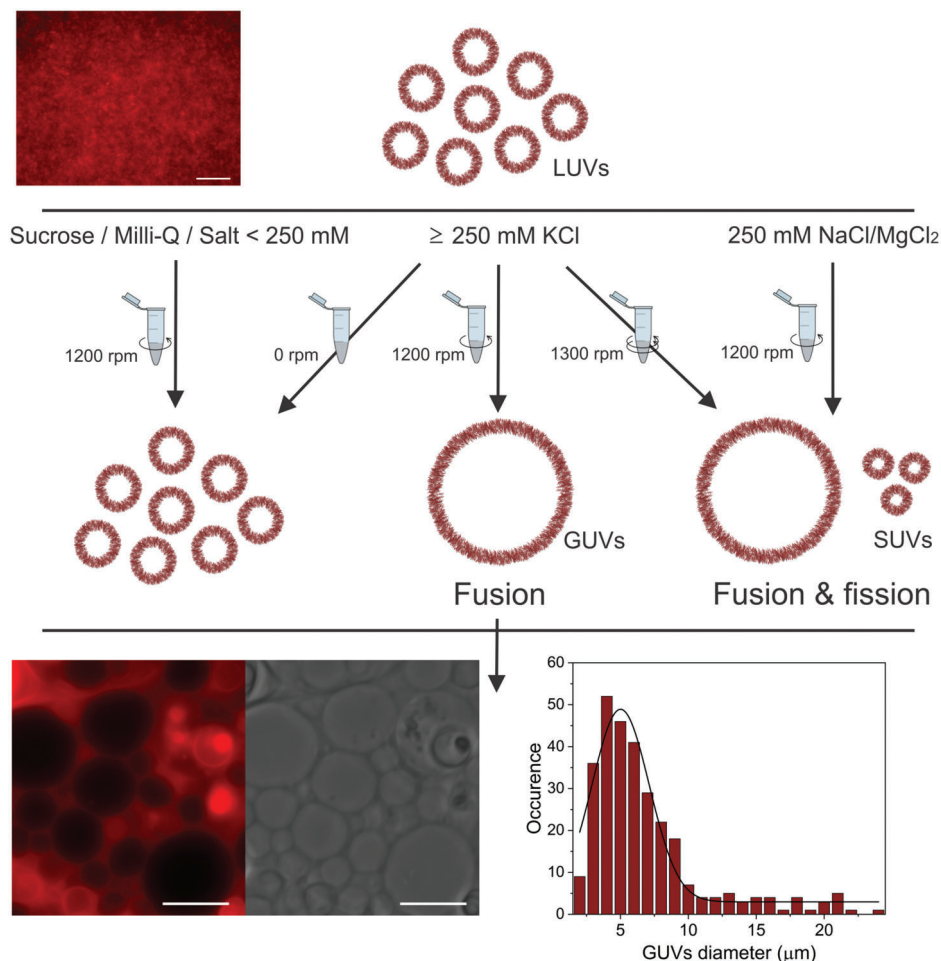 LUVs
Sucrose / Milli-Q / Salt < 250 mM
≥ 250 mM KCl
250 mM NaCl/MgCl₂
1200 rpm
0 rpm
1200 rpm
1300 rpm
1200 rpm
GUVs
SUVs
Fusion
Fusion & fission
60
50
40
30
20
10
0
Occurence
5
10
15
20
GUVs diameter (μm)